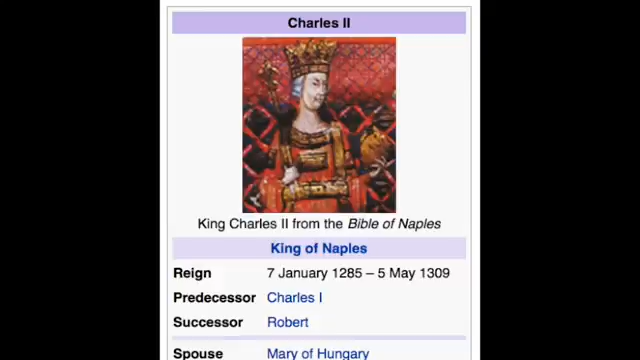 Charles II
King Charles II from the Bible of Naples
King of Naples
Reign 7 January 1285 – 5 May 1309
Predecessor Charles I
Successor Robert
Spouse Mary of Hungary